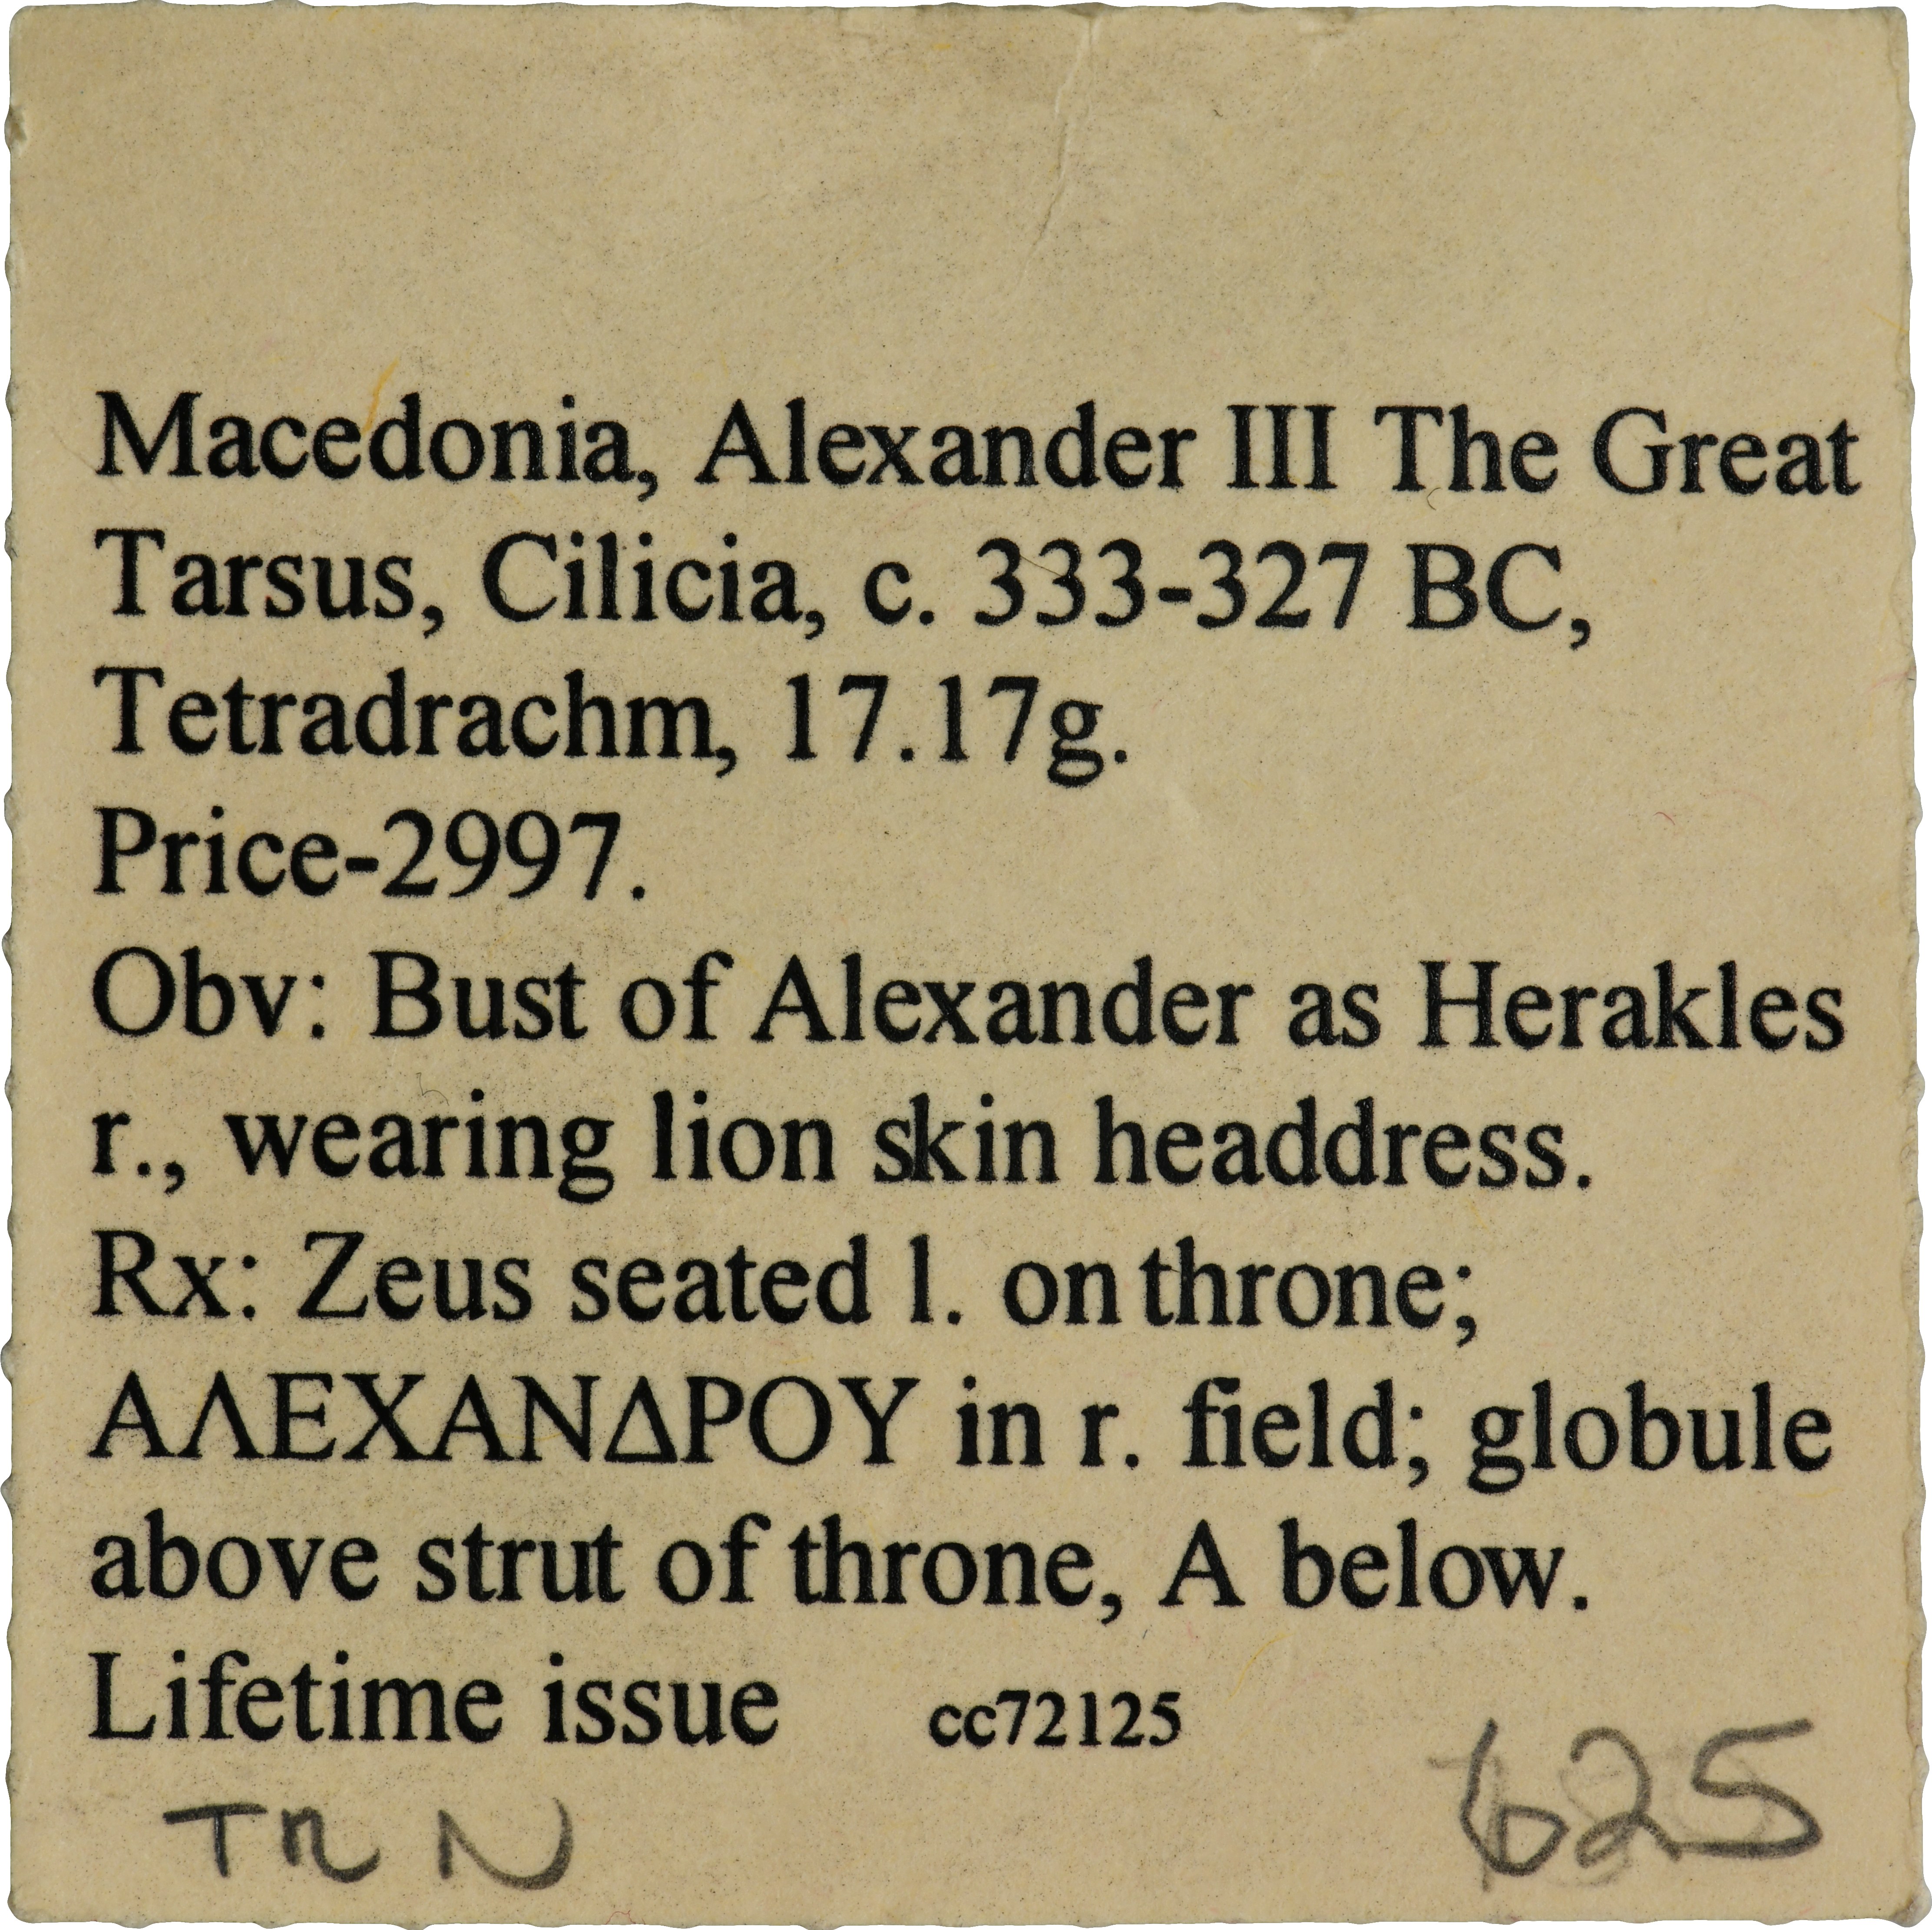 Macedonia, Alexander III The Great
Tarsus, Cilicia, c. 333-327 BC,
Tetradrachm, 17.17g.
Price-2997.
Obv: Bust of Alexander as Herakles
r., wearing lion skin headdress.
Rx: Zeus seated l. on throne;
ΑΛΕΧΑΝΔΡΟΥ in r. field; globule
above strut of throne, A below.
Lifetime issue cc72125
625